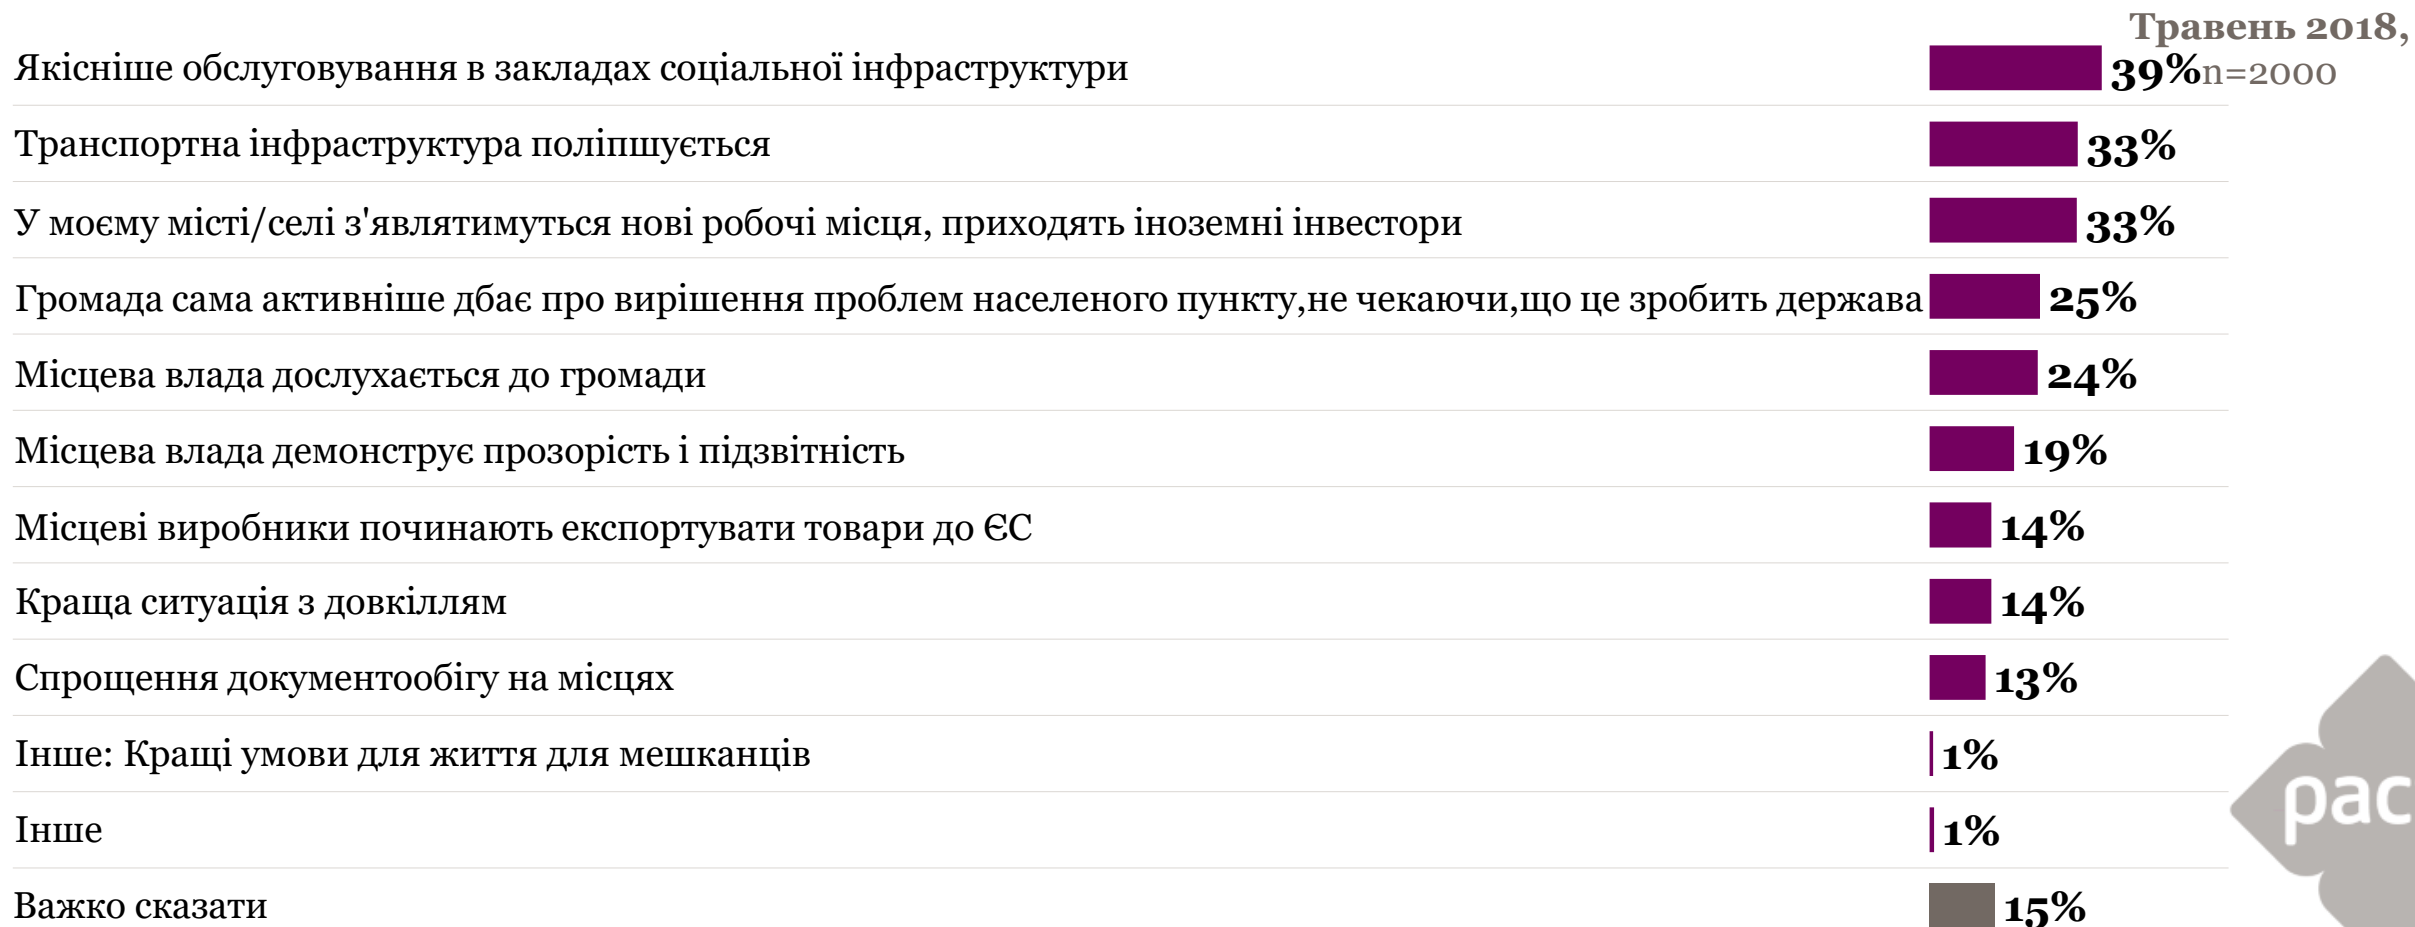 Травень 2018,
n=2000
Якісніше обслуговування в закладах соціальної інфраструктури 39%
Транспортна інфраструктура поліпшується 33%
У моєму місті/селі з'являтимуться нові робочі місця, приходять іноземні інвестори 33%
Громада сама активніше дбає про вирішення проблем населеного пункту,не чекаючи,що це зробить держава 25%
Місцева влада дослухається до громади 24%
Місцева влада демонструє прозорість і підзвітність 19%
Місцеві виробники починають експортувати товари до ЄС 14%
Краща ситуація з довкіллям 14%
Спрощення документообігу на місцях 13%
Інше: Кращі умови для життя для мешканців 1%
Інше 1%
Важко сказати 15%
pac